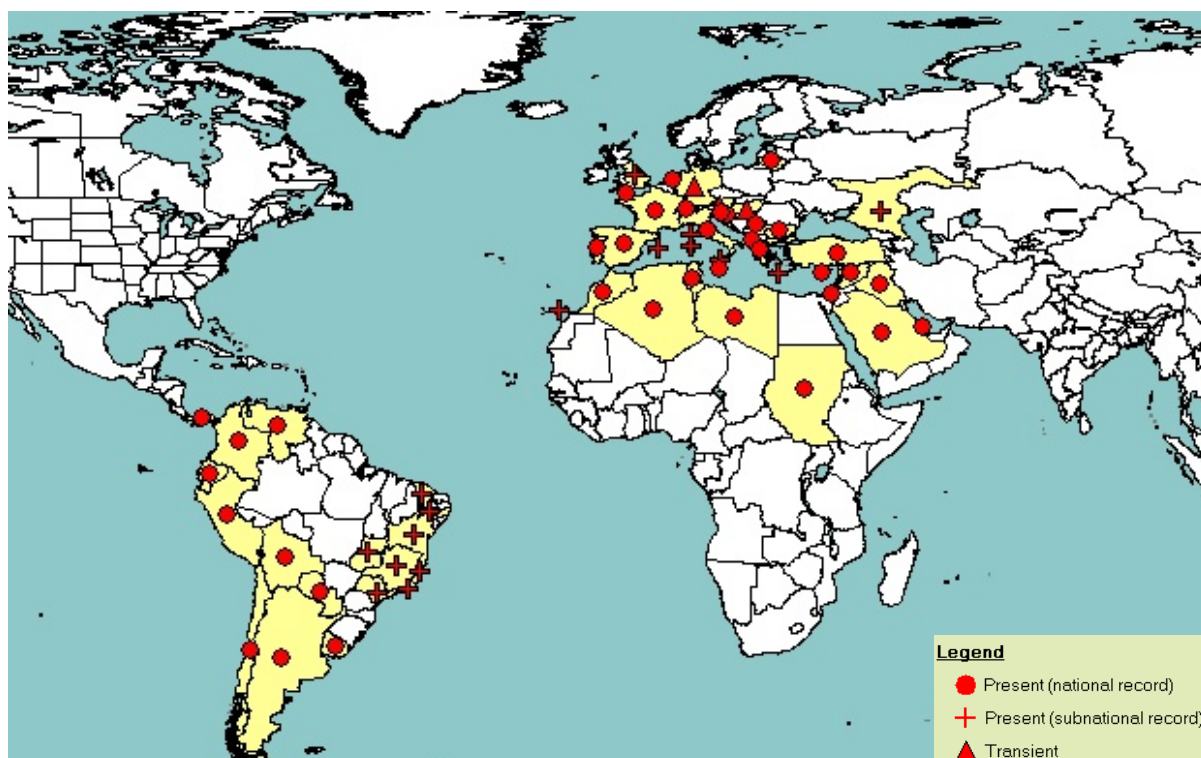 Legend
Present (national record)
Present (subnational record)
Transient